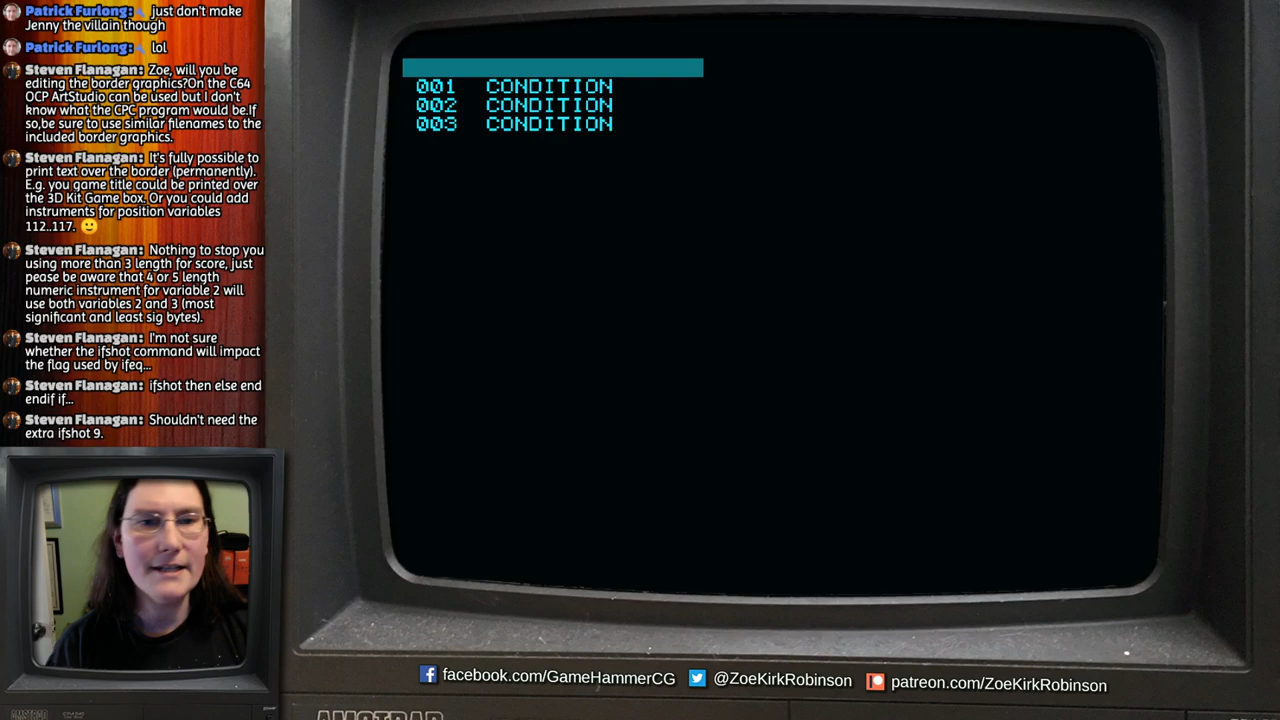 Patrick Furlong: just don't make
Jenny the villain though
Patrick Furlong: lol
Steven Flanagan: Zoe, will you be
editing the border graphics?On the C64
OCP ArtStudio can be used but I don't
know what the CPC program would be.If
so,be sure to use similar filenames to the
included border graphics.
Steven Flanagan: It's fully possible to
print text over the border (permanently).
E.g. you game title could be printed over
the 3D Kit Game box. Or you could add
instruments for position variables
112..117. 🙂
Steven Flanagan: Nothing to stop you
using more than 3 length for score, just
pease be aware that 4 or 5 length
numeric instrument for variable 2 will
use both variables 2 and 3 (most
significant and least sig bytes).
Steven Flanagan: I'm not sure
whether the ifshot command will impact
the flag used by ifeq...
Steven Flanagan: ifshot then else end
endif if...
Steven Flanagan: Shouldn't need the
extra ifshot 9.
001 CONDITION
002 CONDITION
003 CONDITION
facebook.com/GameHammerCG
@ZoeKirkRobinson
patreon.com/ZoeKirkRobinson
AMSTRAD